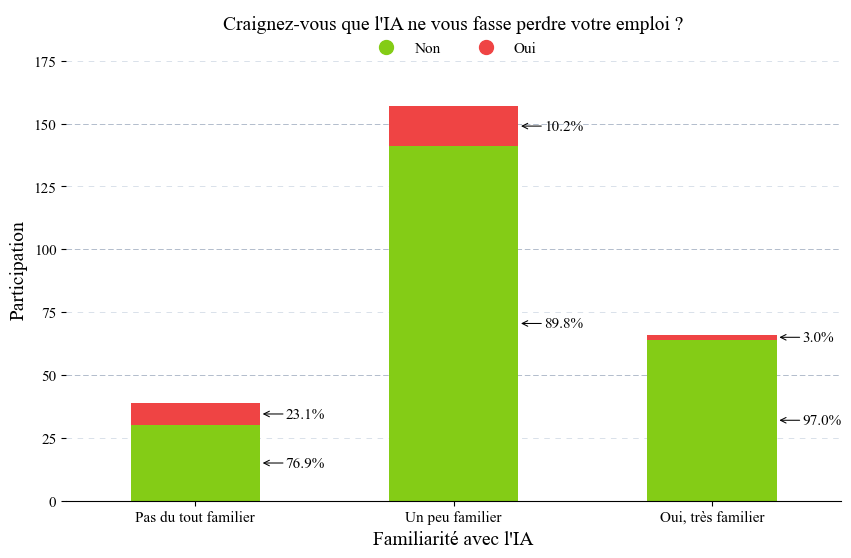 Craignez-vous que l'IA ne vous fasse perdre votre emploi ?
Non Oui
175
150
125
100
75
50
25
0
Participation
10.2%
89.8%
3.0%
97.0%
23.1%
76.9%
Pas du tout familier Un peu familier Oui, très familier
Familiarité avec l'IA